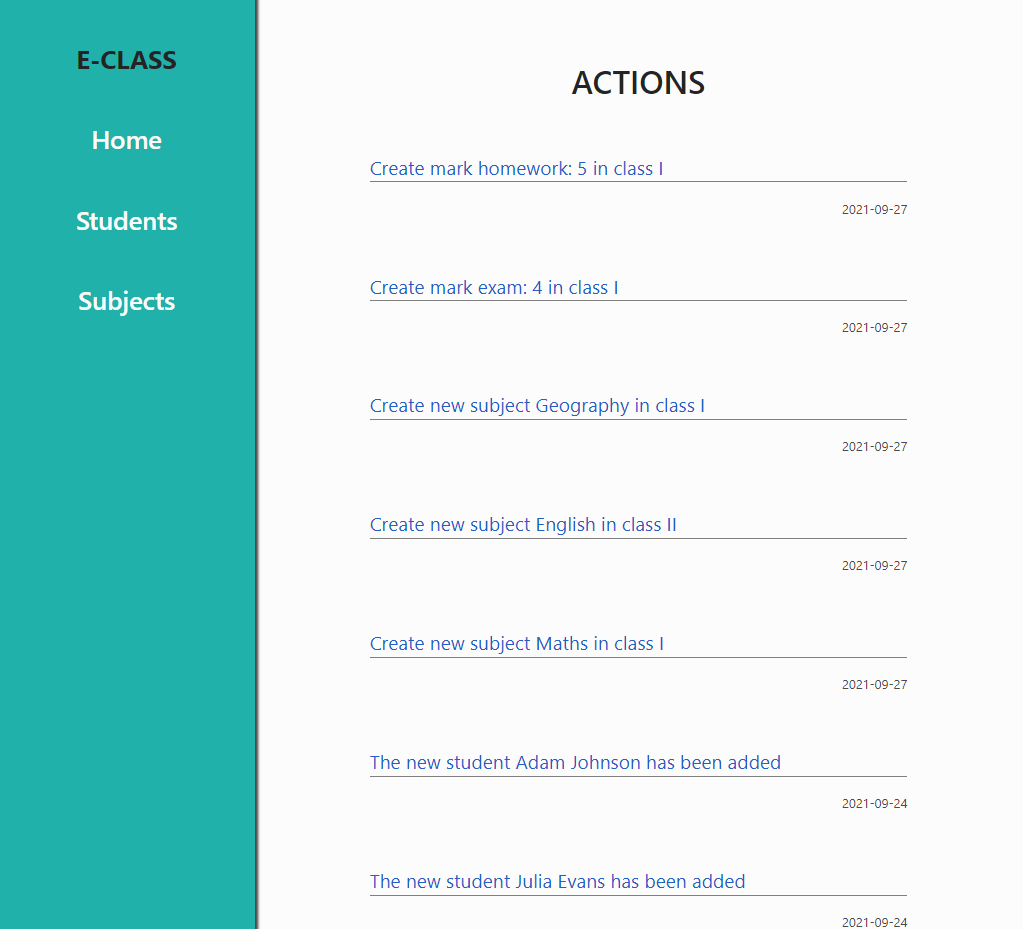 E-CLASS
Home
Students
Subjects
ACTIONS
Create mark homework: 5 in class I
2021-09-27
Create mark exam: 4 in class I
2021-09-27
Create new subject Geography in class I
2021-09-27
Create new subject English in class II
2021-09-27
Create new subject Maths in class I
2021-09-27
The new student Adam Johnson has been added
2021-09-24
The new student Julia Evans has been added
2021-09-24